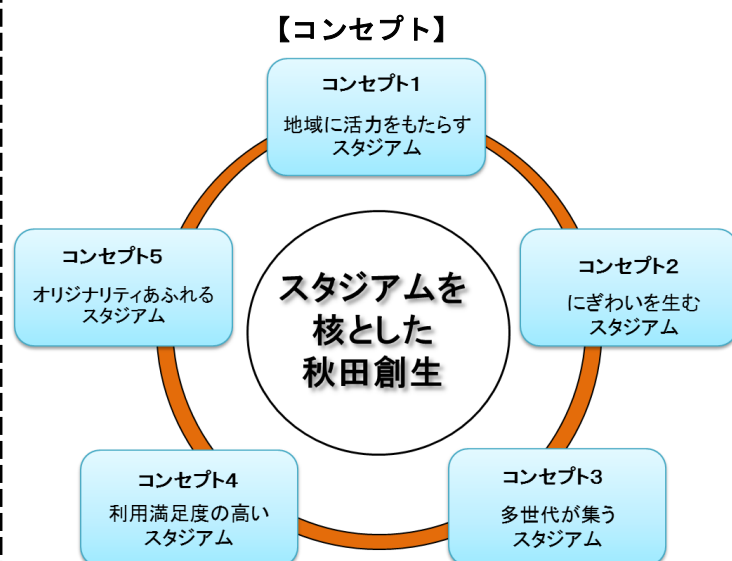 【コンセプト】
コンセプト1
地域に活力をもたらす
スタジアム
コンセプト2
にぎわいを生む
スタジアム
コンセプト3
多世代が集う
スタジアム
コンセプト4
利用満足度の高い
スタジアム
コンセプト5
オリジナリティあふれる
スタジアム
スタジアムを
核とした
秋田創生